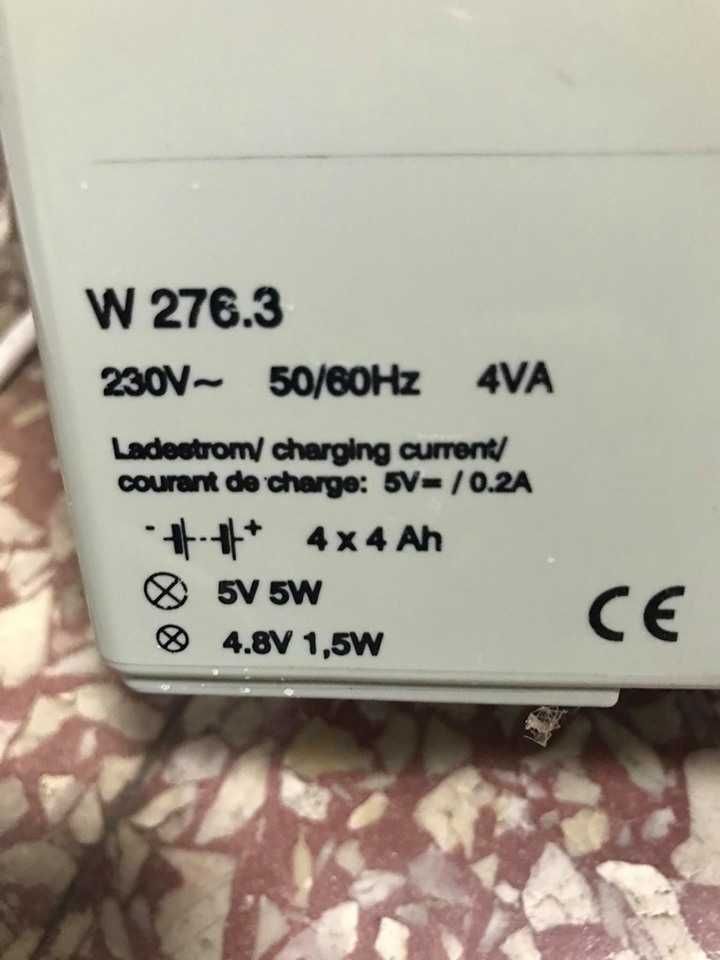 W 276.3
230V~ 50/60Hz 4VA
Ladestrom/ charging current/
courant de charge: 5V= / 0.2A
- + 4 x 4 Ah
5V 5W
4.8V 1,5W
CE